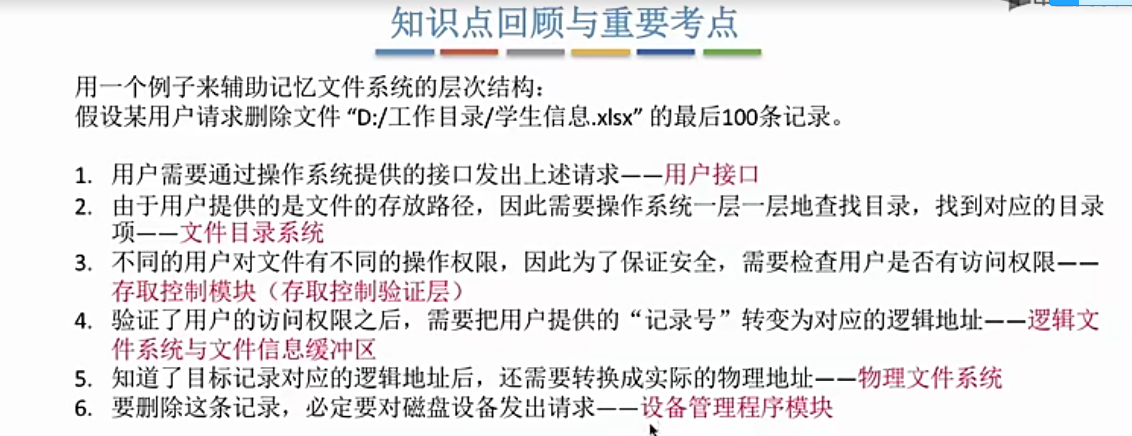 知识点回顾与重要考点
用一个例子来辅助记忆文件系统的层次结构：
假设某用户请求删除文件 “D:/工作目录/学生信息.xlsx” 的最后100条记录。
1. 用户需要通过操作系统提供的接口发出上述请求——用户接口
2. 由于用户提供的是文件的存放路径，因此需要操作系统一层一层地查找目录，找到对应的目录
项——文件目录系统
3. 不同的用户对文件有不同的操作权限，因此为了保证安全，需要检查用户是否有访问权限——
存取控制模块（存取控制验证层）
4. 验证了用户的访问权限之后，需要把用户提供的“记录号”转变为对应的逻辑地址——逻辑文
件系统与文件信息缓冲区
5. 知道了目标记录对应的逻辑地址后，还需要转换成实际的物理地址——物理文件系统
6. 要删除这条记录，必定要对磁盘设备发出请求——设备管理程序模块